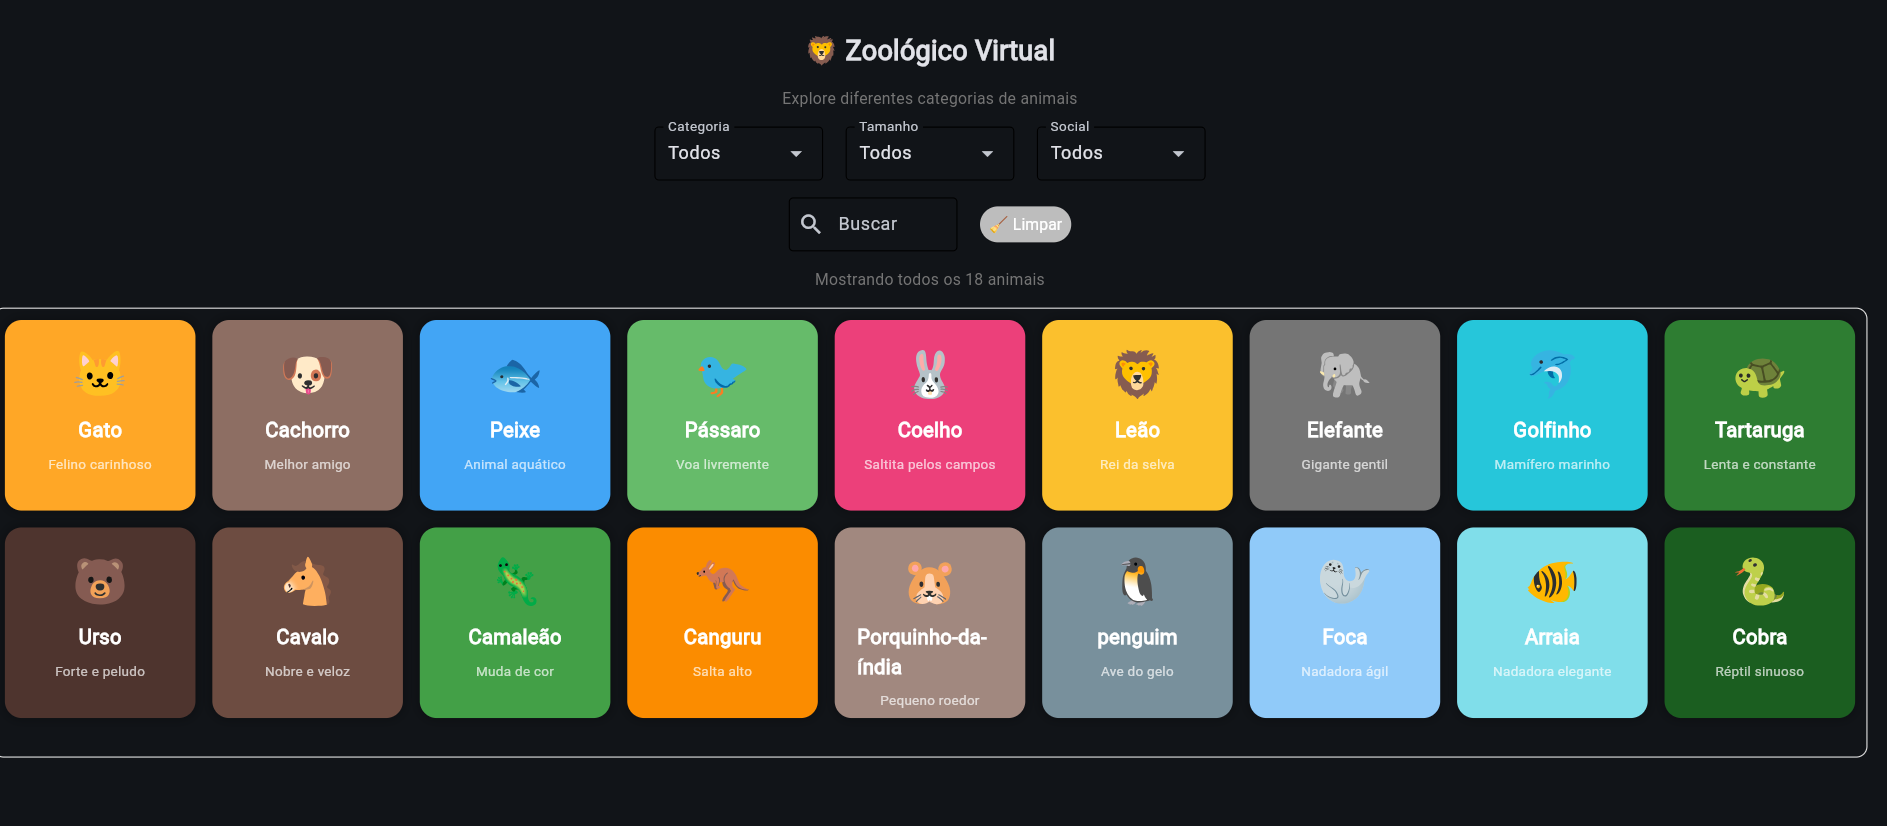 Zoológico Virtual
Explore diferentes categorias de animais
Categoria
Todos
Tamanho
Todos
Social
Todos
Buscar
Limpar
Mostrando todos os 18 animais
Gato
Felino carinhoso
Cachorro
Melhor amigo
Peixe
Animal aquático
Pássaro
Voa livremente
Coelho
Saltita pelos campos
Leão
Rei da selva
Elefante
Gigante gentil
Golfinho
Mamífero marinho
Tartaruga
Lenta e constante
Urso
Forte e peludo
Cavalo
Nobre e veloz
Camaleão
Muda de cor
Canguru
Salta alto
Porquinho-da-
índia
Pequeno roedor
penguim
Ave do gelo
Foca
Nadadora ágil
Arraia
Nadadora elegante
Cobra
Réptil sinuoso